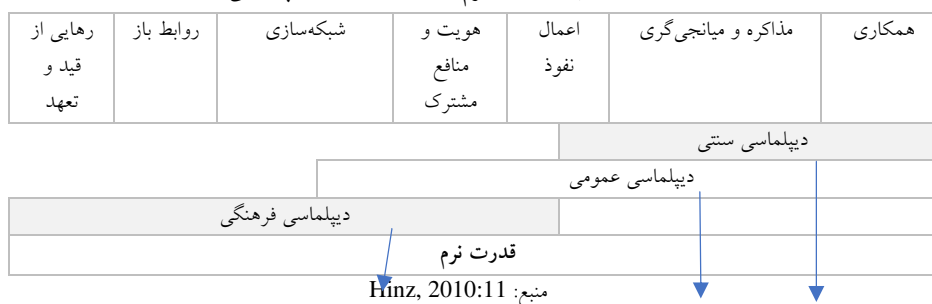 همکاری
مذاکره و میانجی‌گری
اعمال
نفوذ
هویت و
منافع
مشترک
شبکه‌سازی
روابط باز
رهایی از
قید و
تعهد
دیپلماسی سنتی
دیپلماسی عمومی
دیپلماسی فرهنگی
قدرت نرم
منبع: Hinz, 2010:11